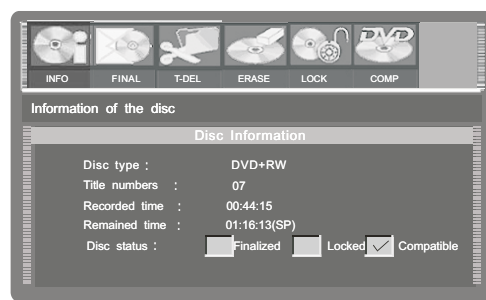 DVD
INFO FINAL T-DEL ERASE LOCK COMP
Information of the disc
Disc Information
Disc type : DVD+RW
Title numbers : 07
Recorded time : 00:44:15
Remained time : 01:16:13(SP)
Disc status : Finalized Locked Compatible